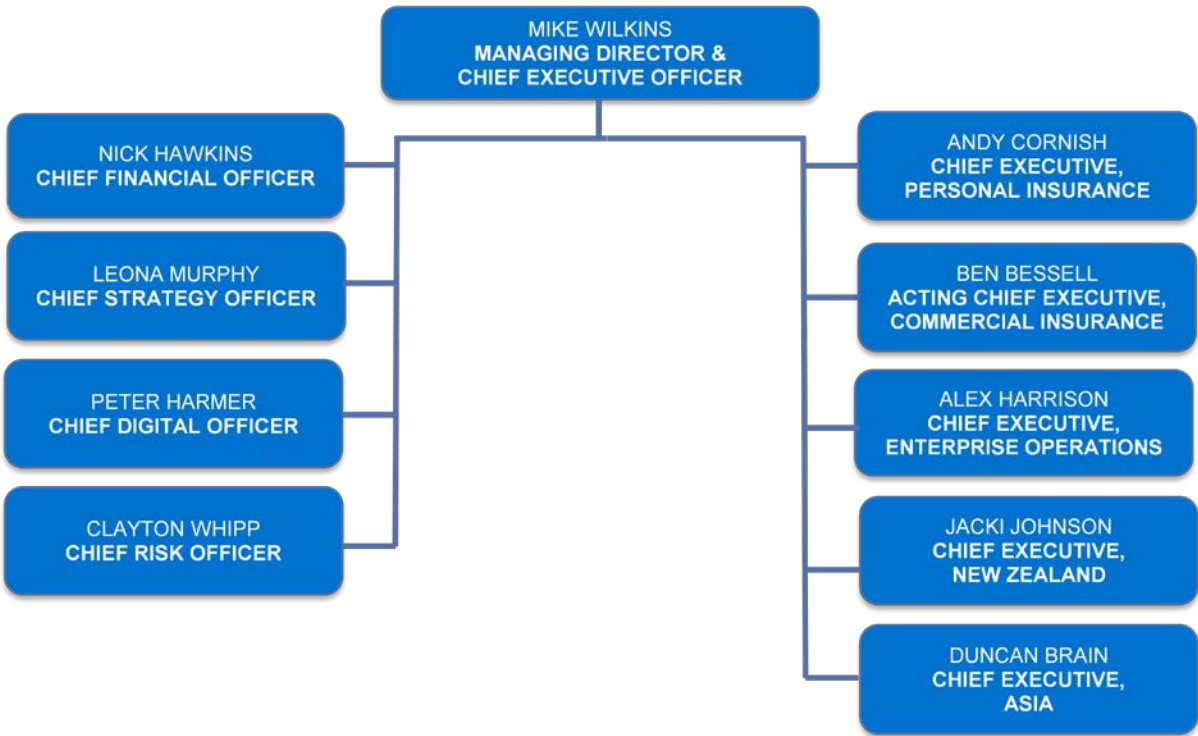 MIKE WILKINS
MANAGING DIRECTOR &
CHIEF EXECUTIVE OFFICER
NICK HAWKINS
CHIEF FINANCIAL OFFICER
LEONA MURPHY
CHIEF STRATEGY OFFICER
PETER HARMER
CHIEF DIGITAL OFFICER
CLAYTON WHIPP
CHIEF RISK OFFICER
ANDY CORNISH
CHIEF EXECUTIVE,
PERSONAL INSURANCE
BEN BESSELL
ACTING CHIEF EXECUTIVE,
COMMERCIAL INSURANCE
ALEX HARRISON
CHIEF EXECUTIVE,
ENTERPRISE OPERATIONS
JACKI JOHNSON
CHIEF EXECUTIVE,
NEW ZEALAND
DUNCAN BRAIN
CHIEF EXECUTIVE,
ASIA